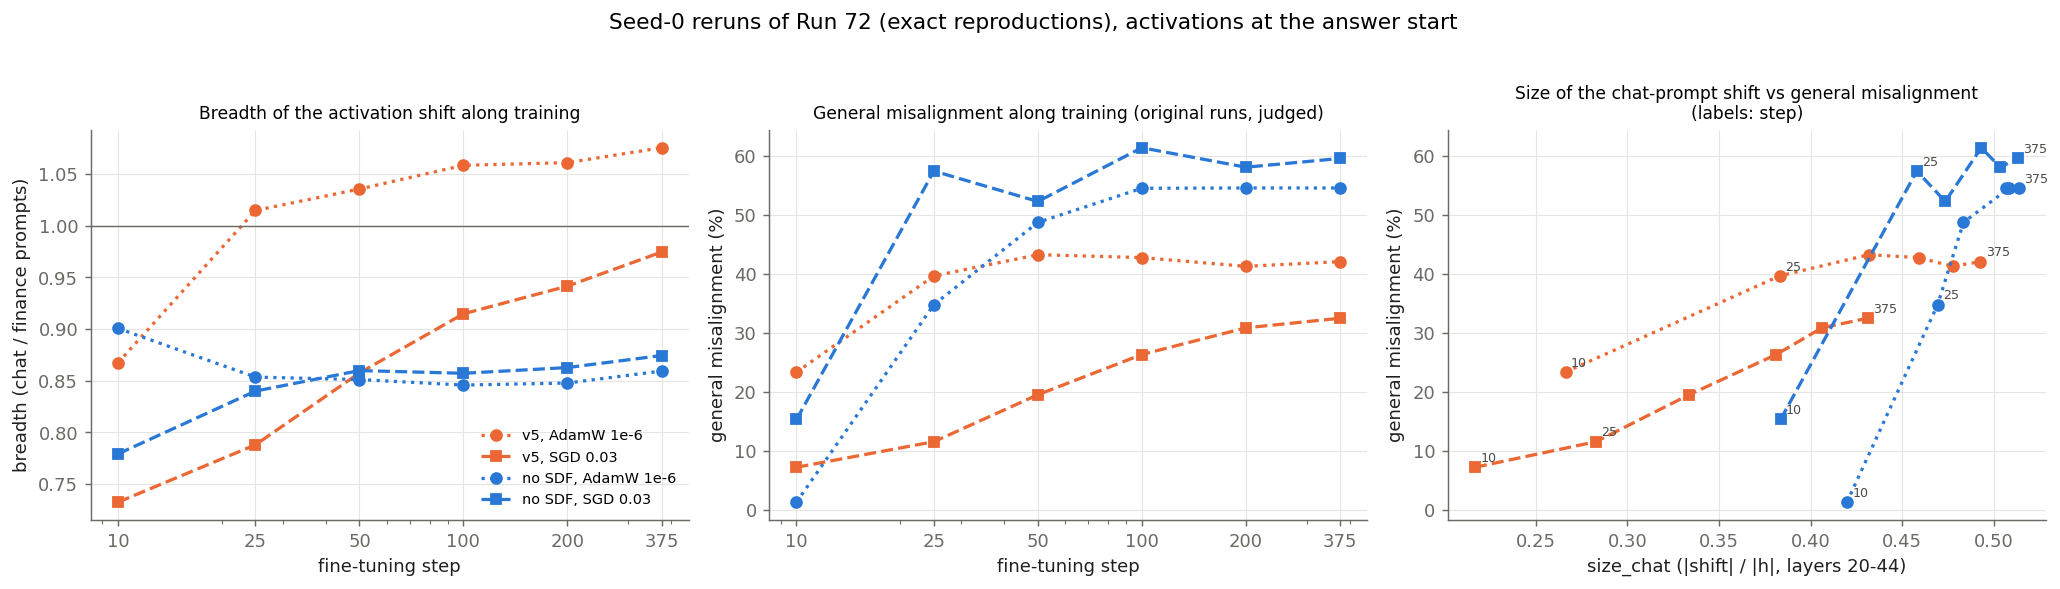 Seed-0 reruns of Run 72 (exact reproductions), activations at the answer start
Breadth of the activation shift along training
breadth (chat / finance prompts)
1.05
1.00
0.95
0.90
0.85
0.80
0.75
v5, AdamW 1e-6
v5, SGD 0.03
no SDF, AdamW 1e-6
no SDF, SGD 0.03
10 25 50 100 200 375
fine-tuning step
General misalignment along training (original runs, judged)
general misalignment (%)
60
50
40
30
20
10
0
10 25 50 100 200 375
fine-tuning step
Size of the chat-prompt shift vs general misalignment
(labels: step)
general misalignment (%)
60
50
40
30
20
10
0
25
375
375
375
25
375
25
10
10
25
10
10
0.25 0.30 0.35 0.40 0.45 0.50
size_chat (|shift| / |h|, layers 20-44)